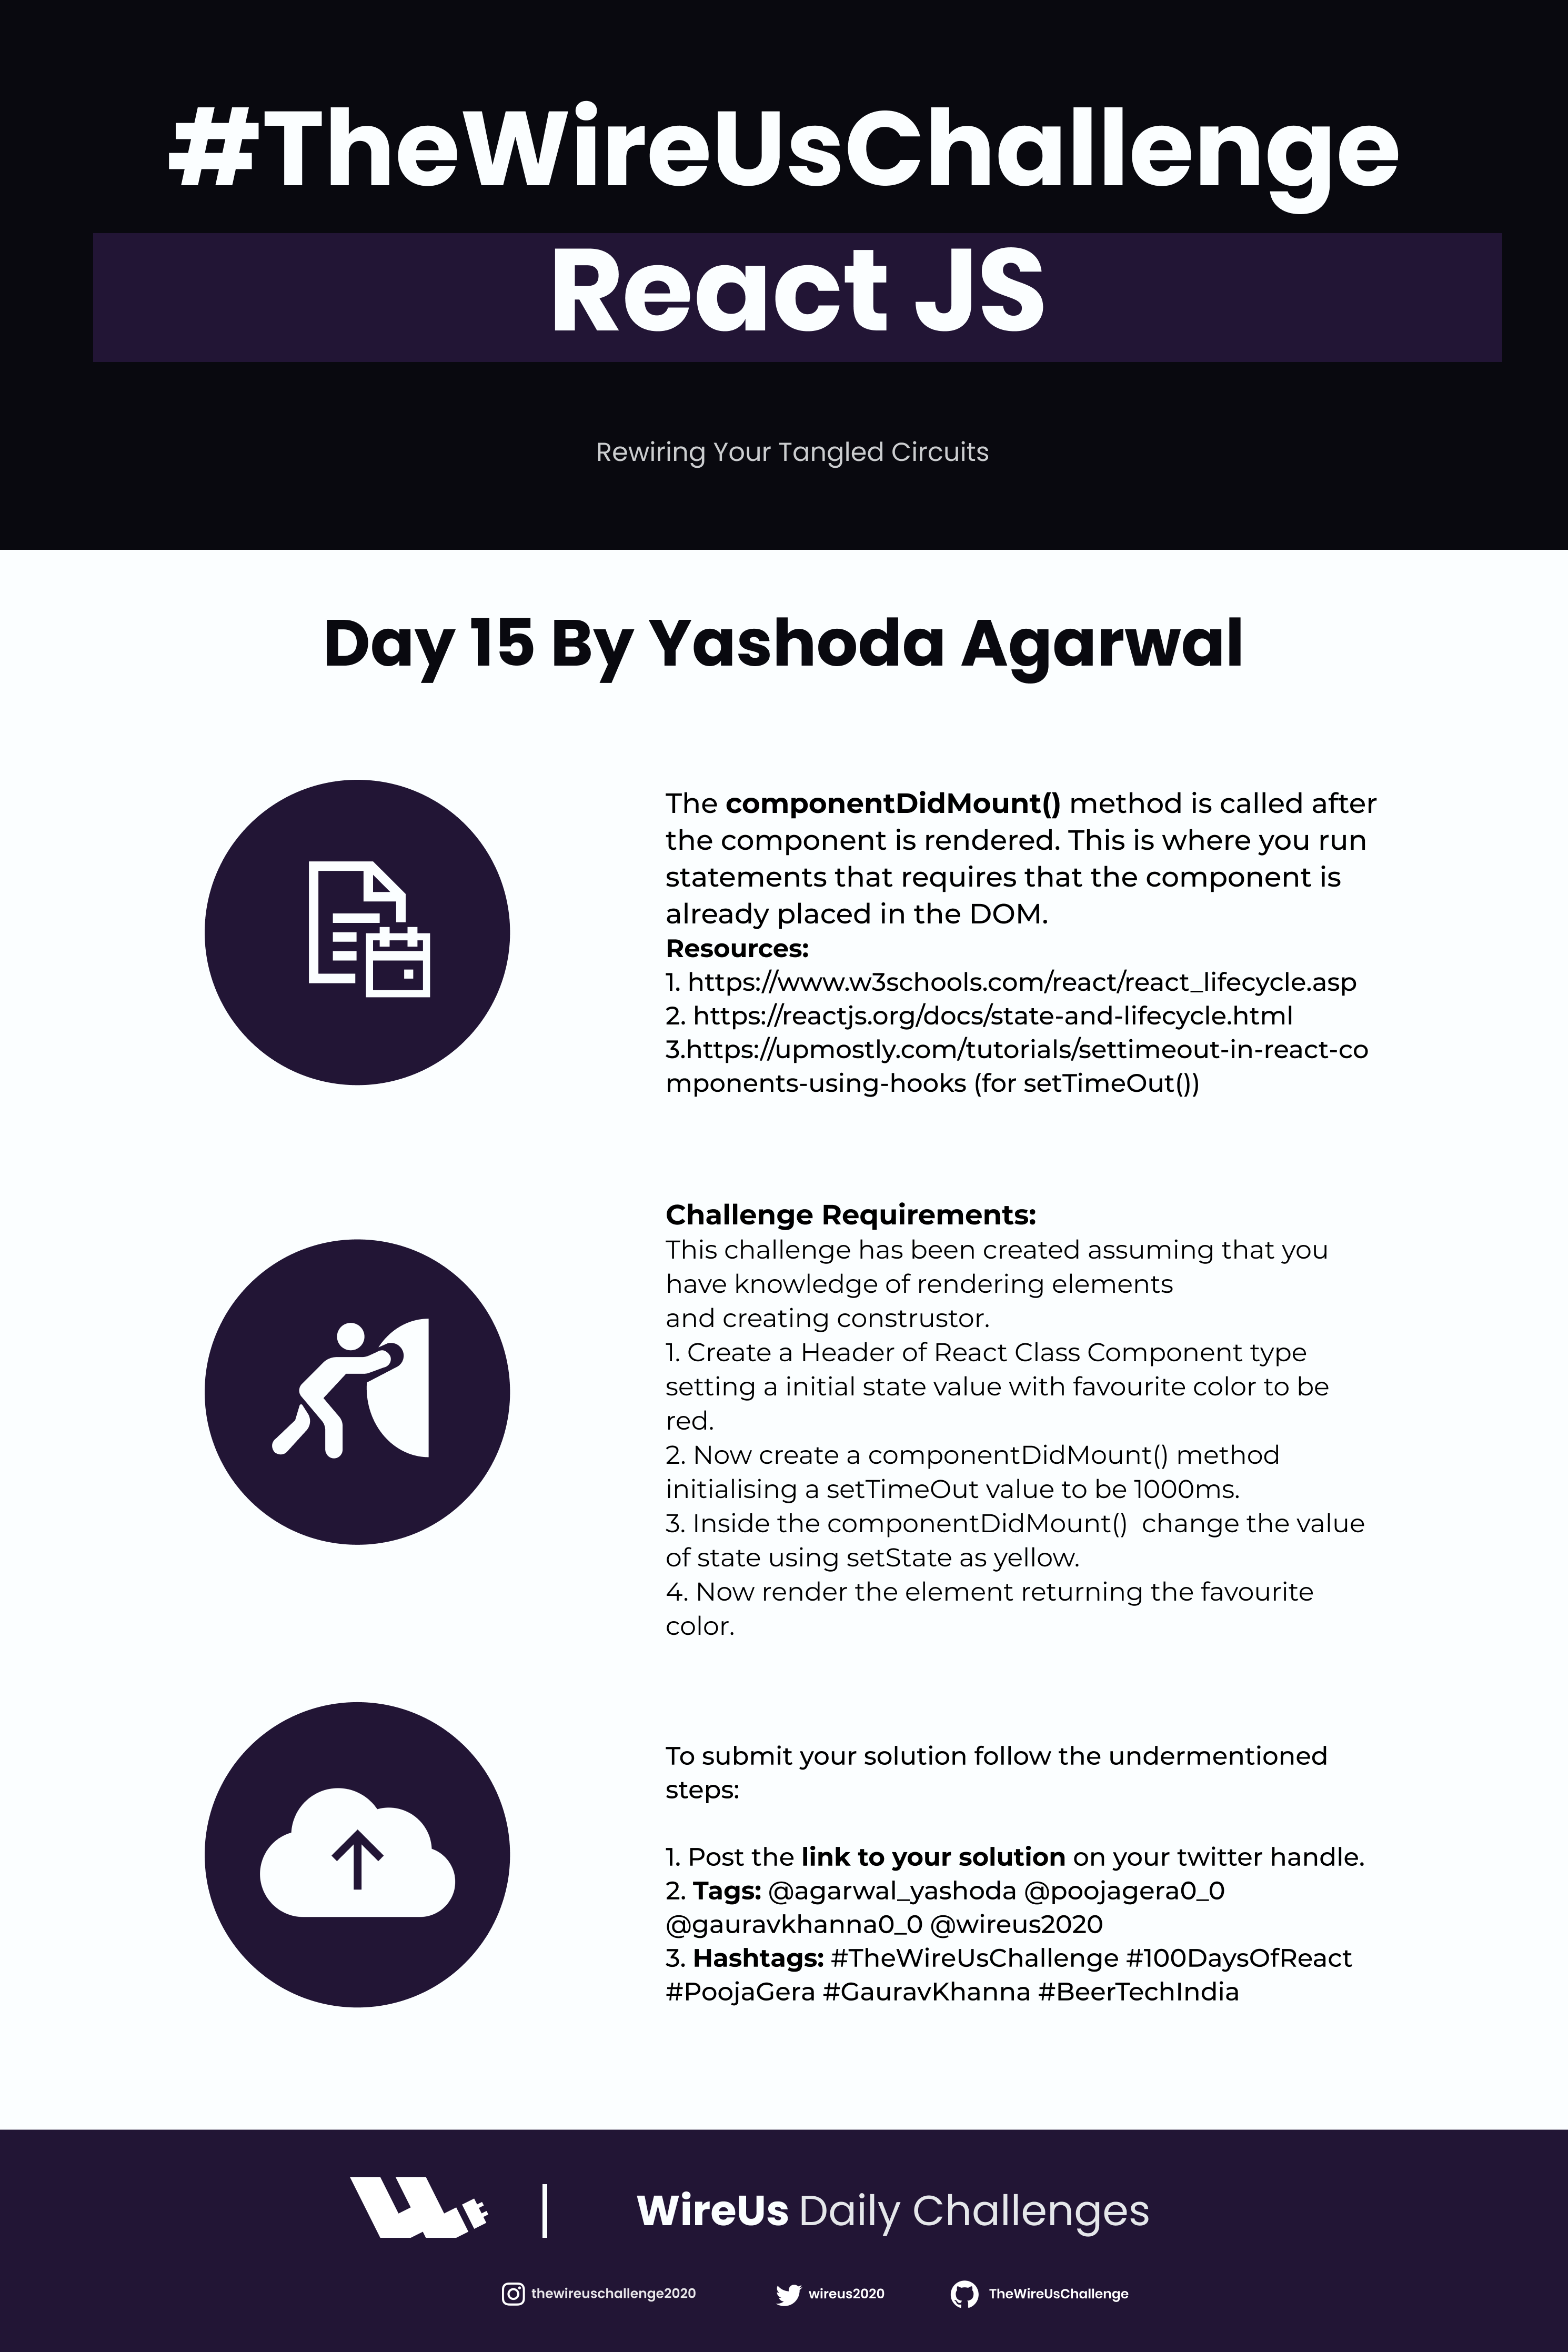 #TheWireUsChallenge
React JS
Rewiring Your Tangled Circuits
Day 15 By Yashoda Agarwal
The componentDidMount() method is called after
the component is rendered. This is where you run
statements that requires that the component is
already placed in the DOM.
Resources:
1. https://www.w3schools.com/react/react_lifecycle.asp
2. https://reactjs.org/docs/state-and-lifecycle.html
3.https://upmostly.com/tutorials/settimeout-in-react-co
mponents-using-hooks (for setTimeOut())
Challenge Requirements:
This challenge has been created assuming that you
have knowledge of rendering elements
and creating construstor.
1. Create a Header of React Class Component type
setting a initial state value with favourite color to be
red.
2. Now create a componentDidMount() method
initialising a setTimeOut value to be 1000ms.
3. Inside the componentDidMount()  change the value
of state using setState as yellow.
4. Now render the element returning the favourite
color.
To submit your solution follow the undermentioned
steps:
1. Post the link to your solution on your twitter handle.
2. Tags: @agarwal_yashoda @poojagera0_0
@gauravkhanna0_0 @wireus2020
3. Hashtags: #TheWireUsChallenge #100DaysOfReact
#PoojaGera #GauravKhanna #BeerTechIndia
WireUs Daily Challenges
thewireuschallenge2020 wireus2020 TheWireUsChallenge